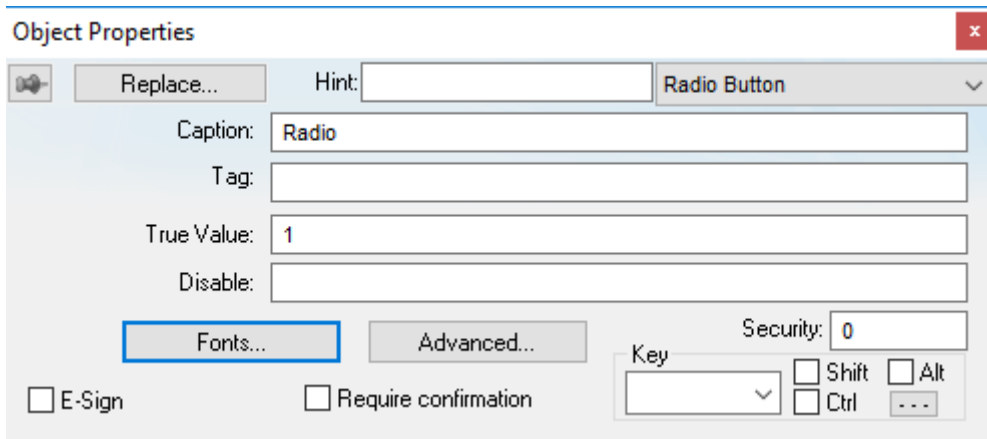 Object Properties x
Replace... Hint: Radio Button
Caption: Radio
Tag:
True Value: 1
Disable:
Fonts... Advanced... Security: 0
Key
Shift Alt
E-Sign Require confirmation Ctrl ...